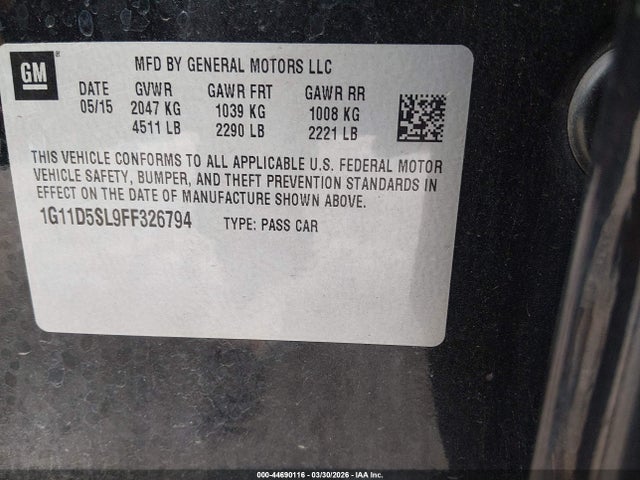 GM
MFD BY GENERAL MOTORS LLC
DATE GVWR GAWR FRT GAWR RR
05/15 2047 KG 1039 KG 1008 KG
4511 LB 2290 LB 2221 LB
THIS VEHICLE CONFORMS TO ALL APPLICABLE U.S. FEDERAL MOTOR
VEHICLE SAFETY, BUMPER, AND THEFT PREVENTION STANDARDS IN
EFFECT ON THE DATE OF MANUFACTURE SHOWN ABOVE.
1G11D5SL9FF326794 TYPE: PASS CAR
000-44690116 - 03/30/2026 - IAA Inc.